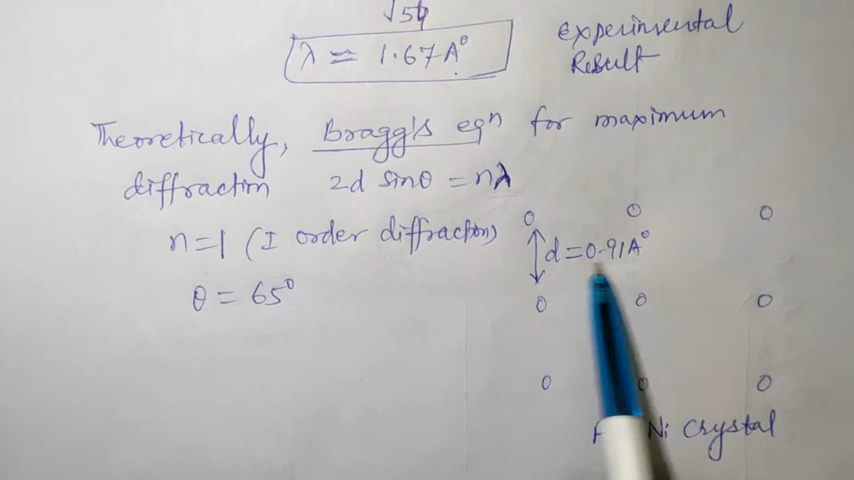 √54
λ ≃ 1.67A°
Experimental
Result
Theoretically, Bragg's eqn for maximum
diffraction 2d sinθ = nλ
n=1 (I order diffraction)
d=0.91A°
θ = 65°
Ni Crystal